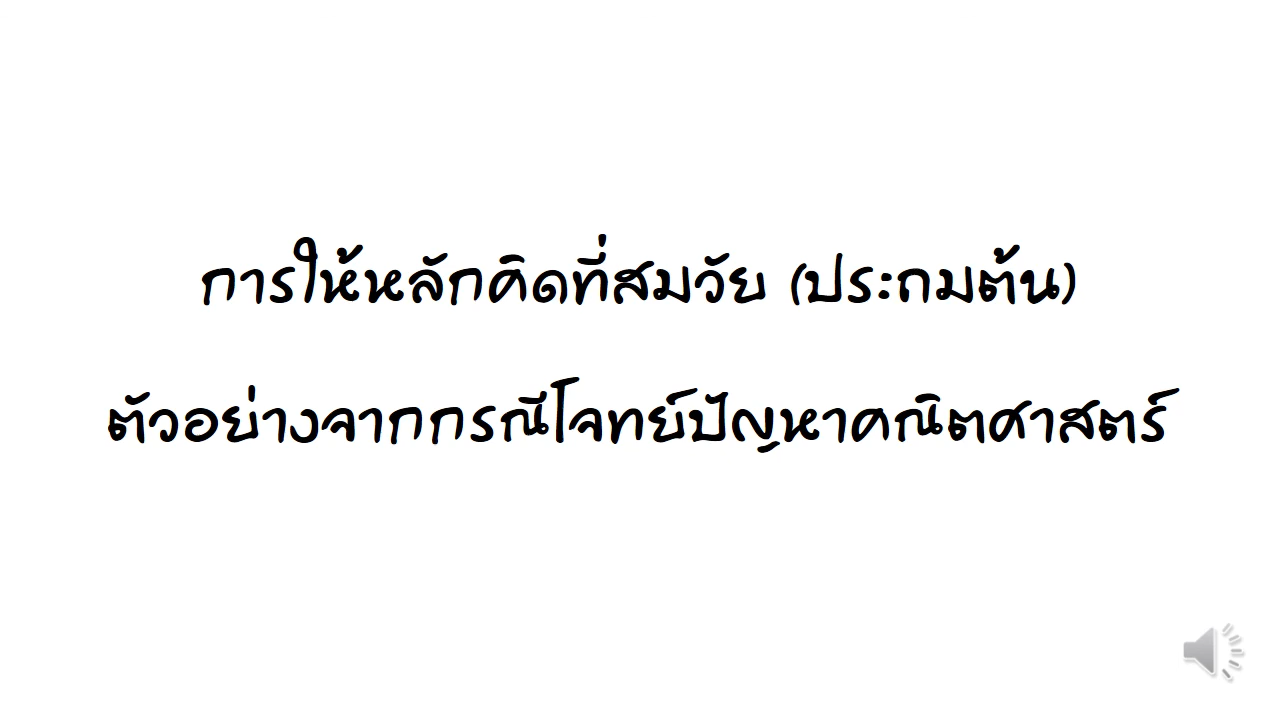 การให้หลักคิดที่สมวัย (ประถมต้น)
ตัวอย่างจากกรณีโจทย์ปัญหาคณิตศาสตร์